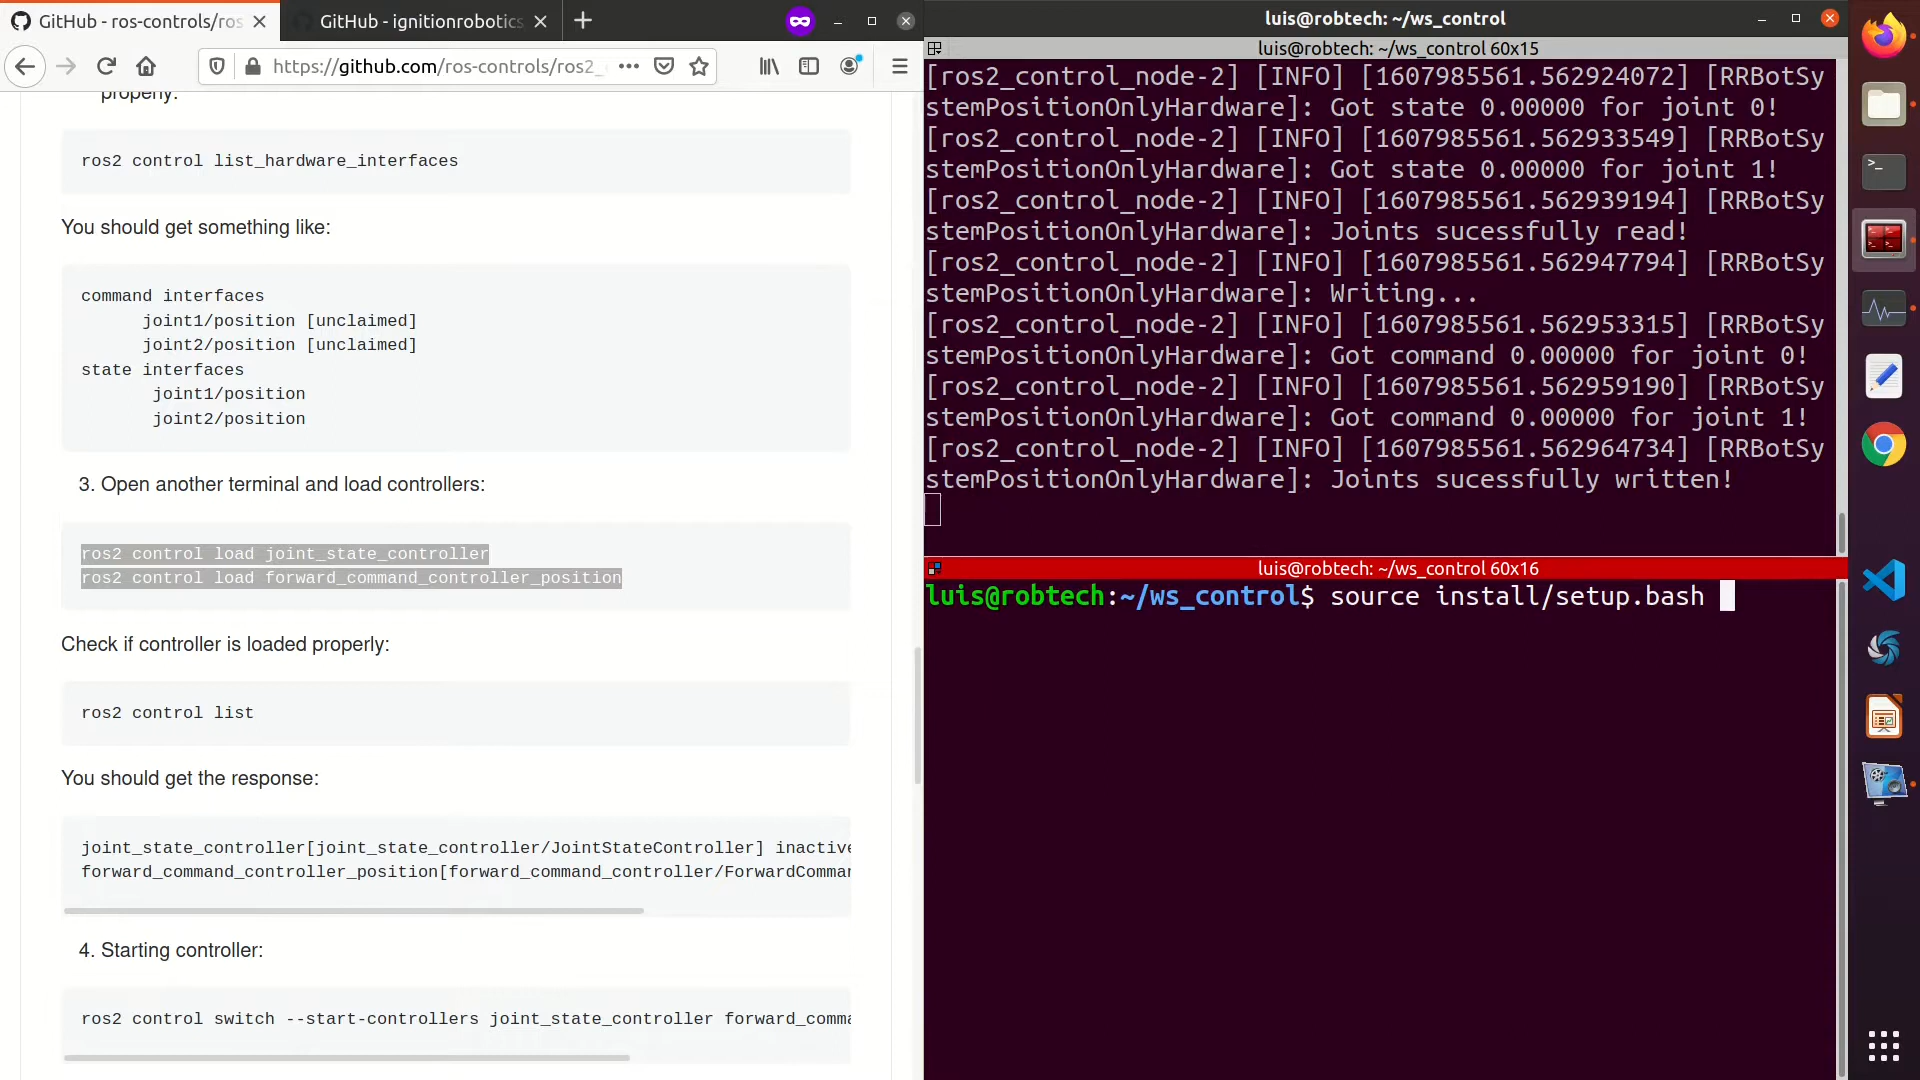 GitHub - ros-controls/ros
GitHub - ignitionrobotics
https://github.com/ros-controls/ros2_
properly:
ros2 control list_hardware_interfaces
You should get something like:
command interfaces
joint1/position [unclaimed]
joint2/position [unclaimed]
state interfaces
joint1/position
joint2/position
3. Open another terminal and load controllers:
ros2 control load joint_state_controller
ros2 control load forward_command_controller_position
Check if controller is loaded properly:
ros2 control list
You should get the response:
joint_state_controller[joint_state_controller/JointStateController] inactive
forward_command_controller_position[forward_command_controller/ForwardComman
4. Starting controller:
ros2 control switch --start-controllers joint_state_controller forward_comma
luis@robtech: ~/ws_control
luis@robtech: ~/ws_control 60x15
[ros2_control_node-2] [INFO] [1607985561.562924072] [RRBotSy
stemPositionOnlyHardware]: Got state 0.00000 for joint 0!
[ros2_control_node-2] [INFO] [1607985561.562933549] [RRBotSy
stemPositionOnlyHardware]: Got state 0.00000 for joint 1!
[ros2_control_node-2] [INFO] [1607985561.562939194] [RRBotSy
stemPositionOnlyHardware]: Joints sucessfully read!
[ros2_control_node-2] [INFO] [1607985561.562947794] [RRBotSy
stemPositionOnlyHardware]: Writing...
[ros2_control_node-2] [INFO] [1607985561.562953315] [RRBotSy
stemPositionOnlyHardware]: Got command 0.00000 for joint 0!
[ros2_control_node-2] [INFO] [1607985561.562959190] [RRBotSy
stemPositionOnlyHardware]: Got command 0.00000 for joint 1!
[ros2_control_node-2] [INFO] [1607985561.562964734] [RRBotSy
stemPositionOnlyHardware]: Joints sucessfully written!
luis@robtech: ~/ws_control 60x16
luis@robtech:~/ws_control$ source install/setup.bash